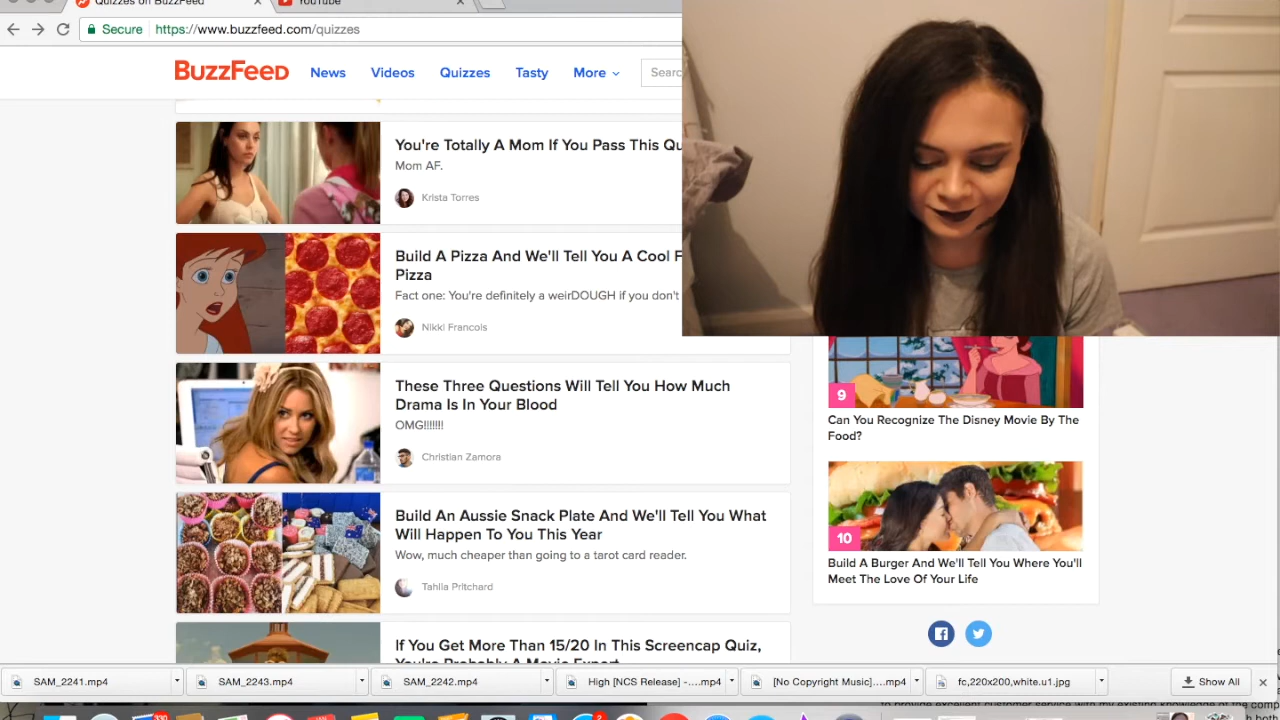 Quizzes on BuzzFeed
YouTube
Secure
https://www.buzzfeed.com/quizzes
BuzzFeeD
News
Videos
Quizzes
Tasty
More
Searc
You're Totally A Mom If You Pass This Qu
Mom AF.
Krista Torres
Build A Pizza And We'll Tell You A Cool F
Pizza
Fact one: You're definitely a weirDOUGH if you don't
Nikki Francois
These Three Questions Will Tell You How Much
Drama Is In Your Blood
OMG!!!!!!!
Christian Zamora
Build An Aussie Snack Plate And We'll Tell You What
Will Happen To You This Year
Wow, much cheaper than going to a tarot card reader.
Tahlia Pritchard
If You Get More Than 15/20 In This Screencap Quiz,
You're Probably A Movie Expert
9
Can You Recognize The Disney Movie By The
Food?
10
Build A Burger And We'll Tell You Where You'll
Meet The Love Of Your Life
SAM_2241.mp4
SAM_2243.mp4
SAM_2242.mp4
High [NCS Release] -....mp4
[No Copyright Music]....mp4
fc,220x200,white.u1.jpg
Show All
330
2